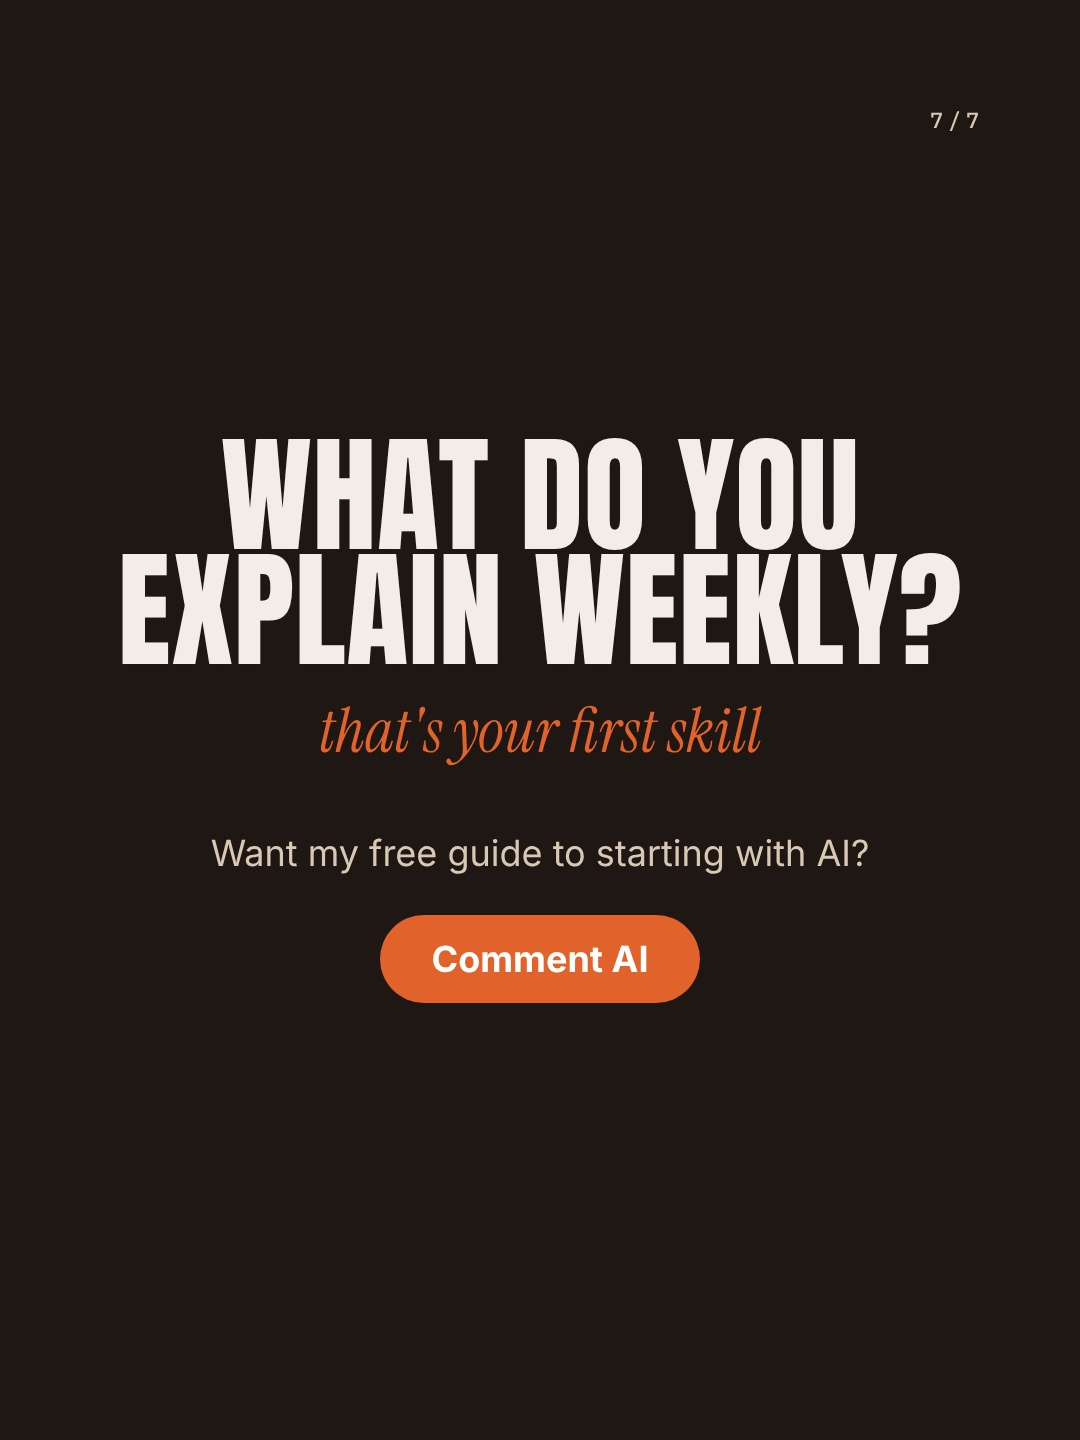 7 / 7
WHAT DO YOU
EXPLAIN WEEKLY?
that's your first skill
Want my free guide to starting with AI?
Comment AI